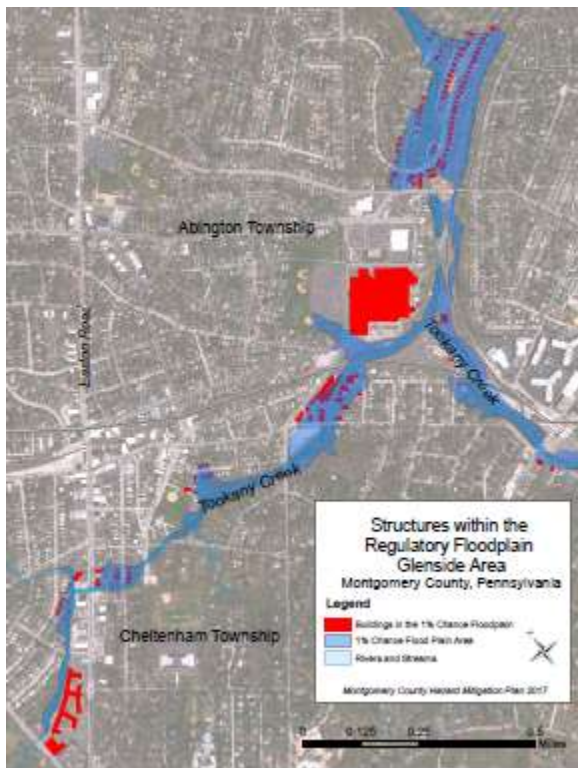 Abington Township
Easton Road
Tookany Creek
Tookany Creek
Cheltenham Township
Structures within the
Regulatory Floodplain
Glenside Area
Montgomery County, Pennsylvania
Legend
Buildings in the 1% Chance Floodplain
1% Chance Flood Plain Area
Rivers and Streams
N
Montgomery County Hazard Mitigation Plan 2017
0 0.125 0.25 0.5
Miles